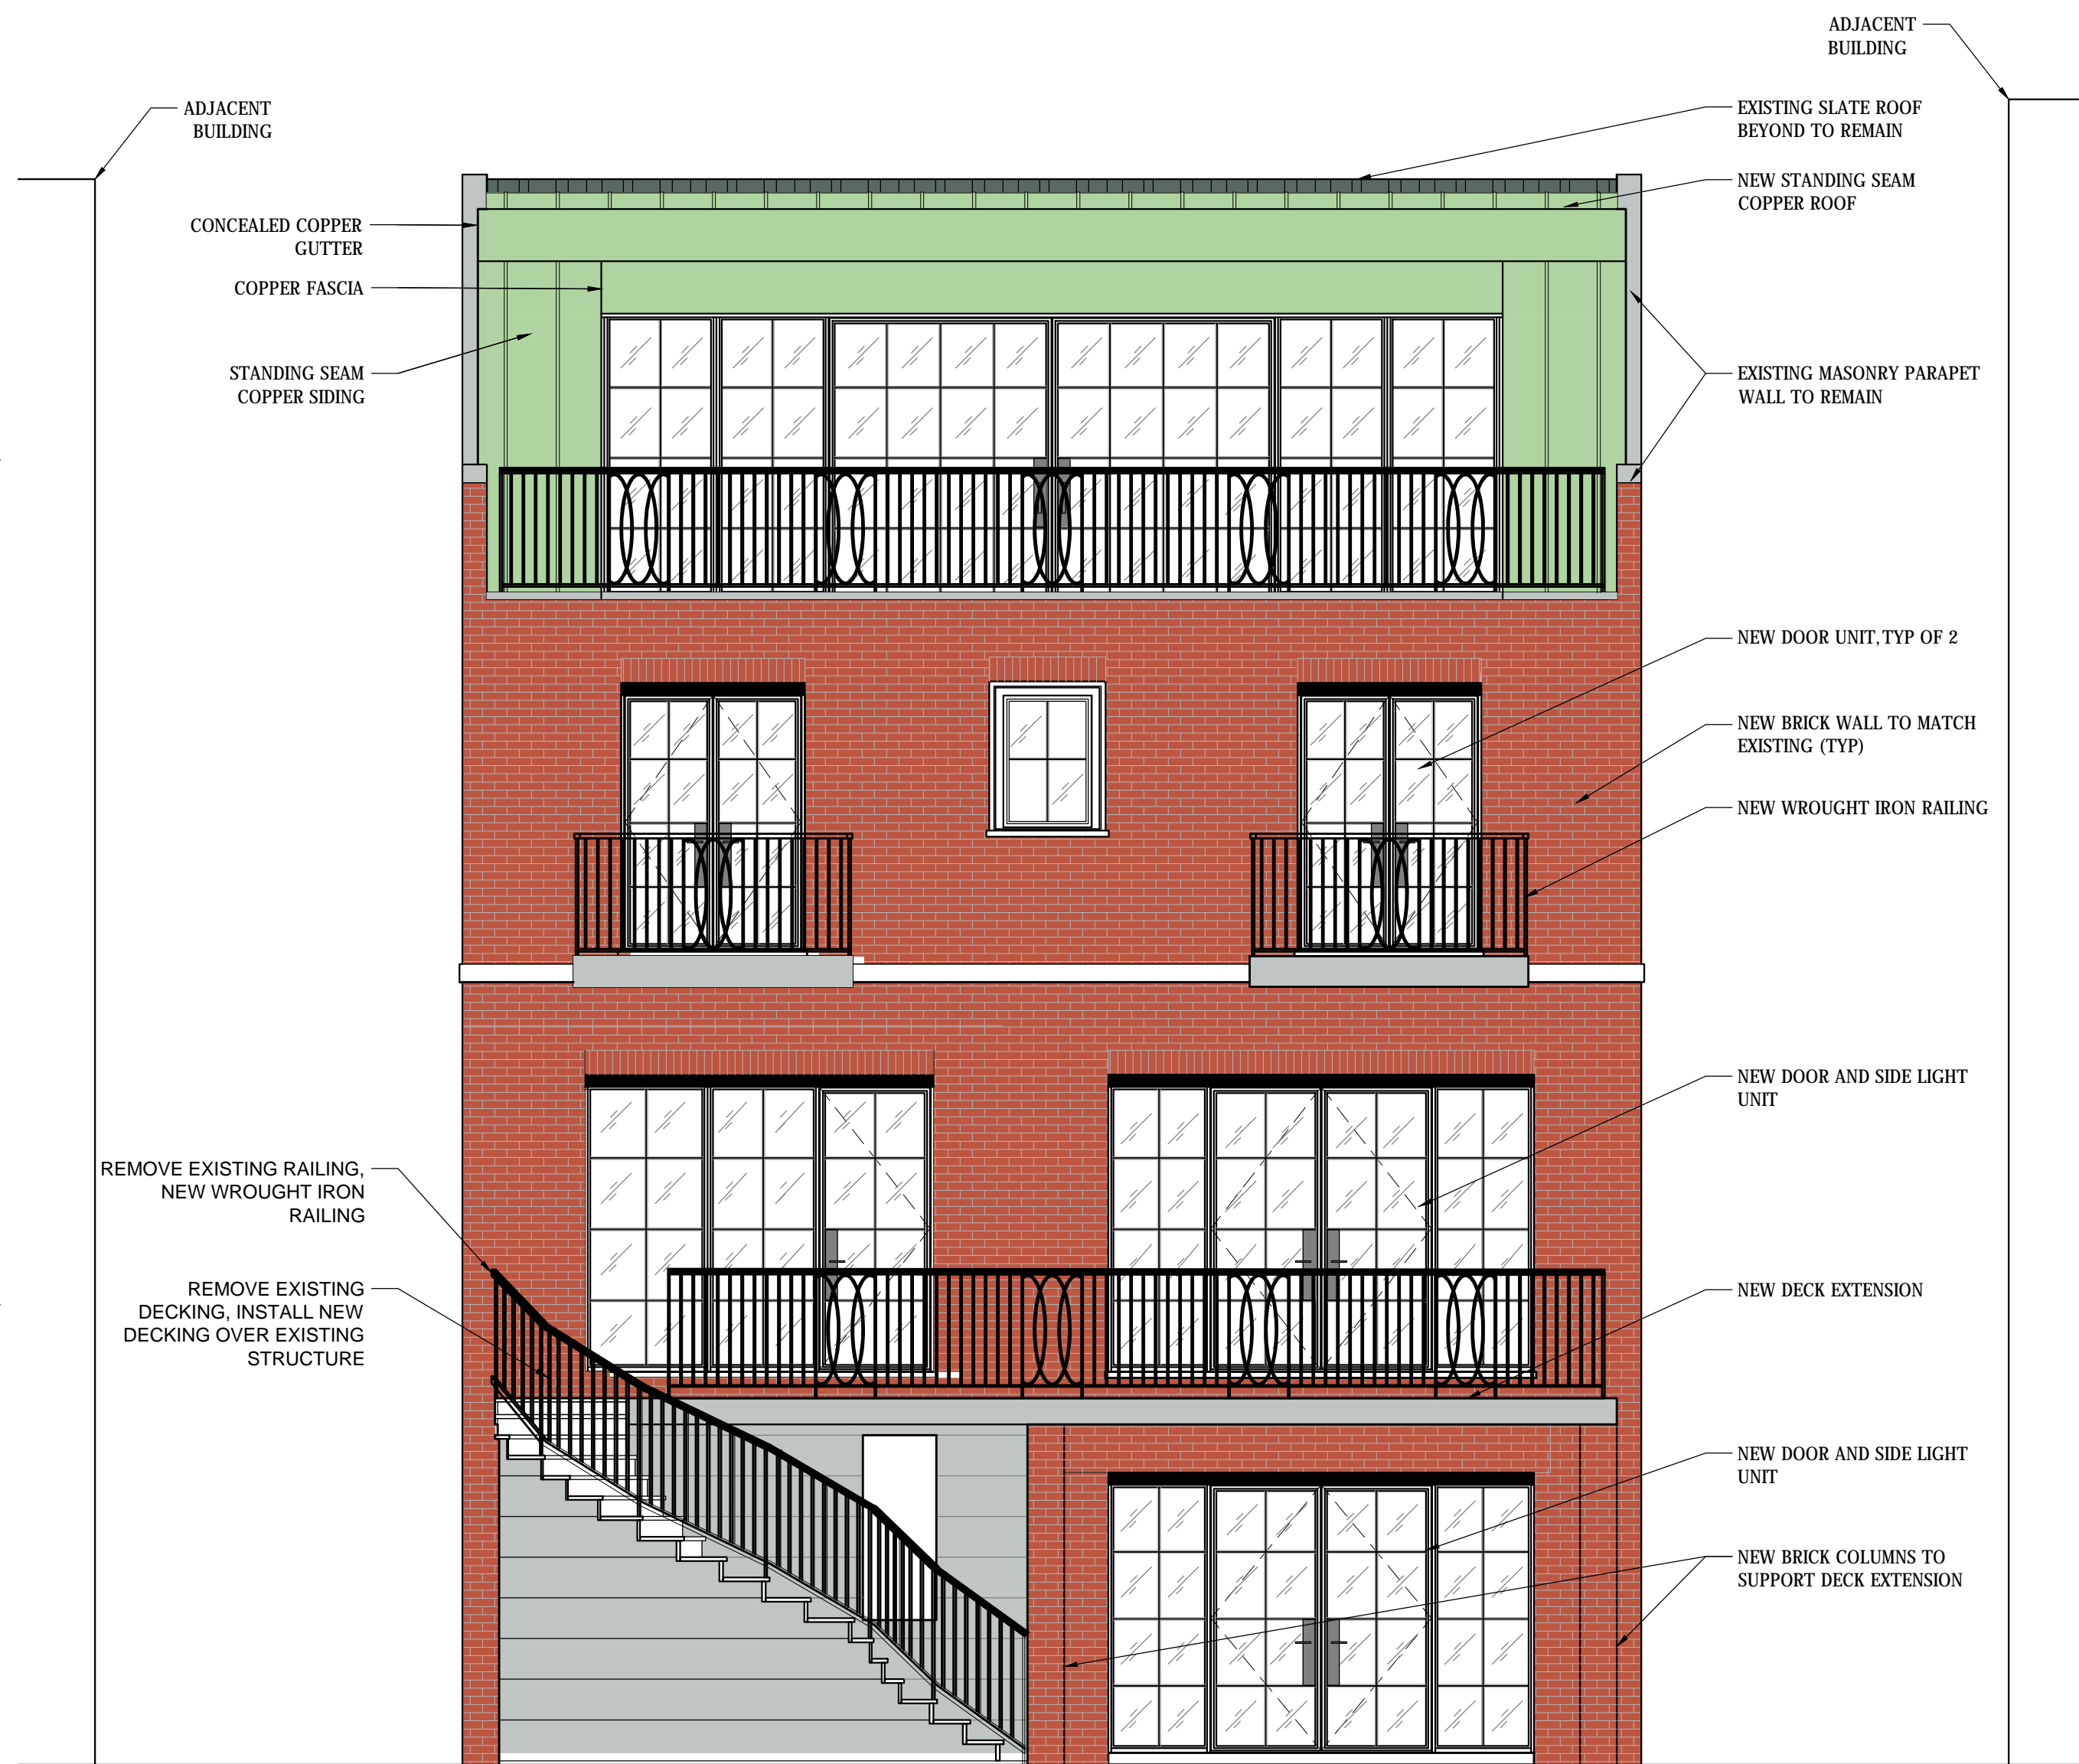 ADJACENT
BUILDING
CONCEALED COPPER
GUTTER
COPPER FASCIA
STANDING SEAM
COPPER SIDING
REMOVE EXISTING RAILING,
NEW WROUGHT IRON
RAILING
REMOVE EXISTING
DECKING, INSTALL NEW
DECKING OVER EXISTING
STRUCTURE
ADJACENT
BUILDING
EXISTING SLATE ROOF
BEYOND TO REMAIN
NEW STANDING SEAM
COPPER ROOF
EXISTING MASONRY PARAPET
WALL TO REMAIN
NEW DOOR UNIT, TYP OF 2
NEW BRICK WALL TO MATCH
EXISTING (TYP)
NEW WROUGHT IRON RAILING
NEW DOOR AND SIDE LIGHT
UNIT
NEW DECK EXTENSION
NEW DOOR AND SIDE LIGHT
UNIT
NEW BRICK COLUMNS TO
SUPPORT DECK EXTENSION